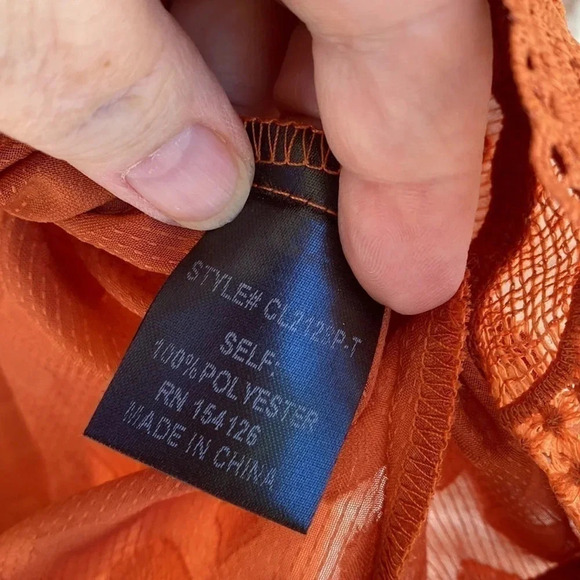 STYLE#
SELF:
100% POLYESTER
RN 154126
MADE IN CHINA